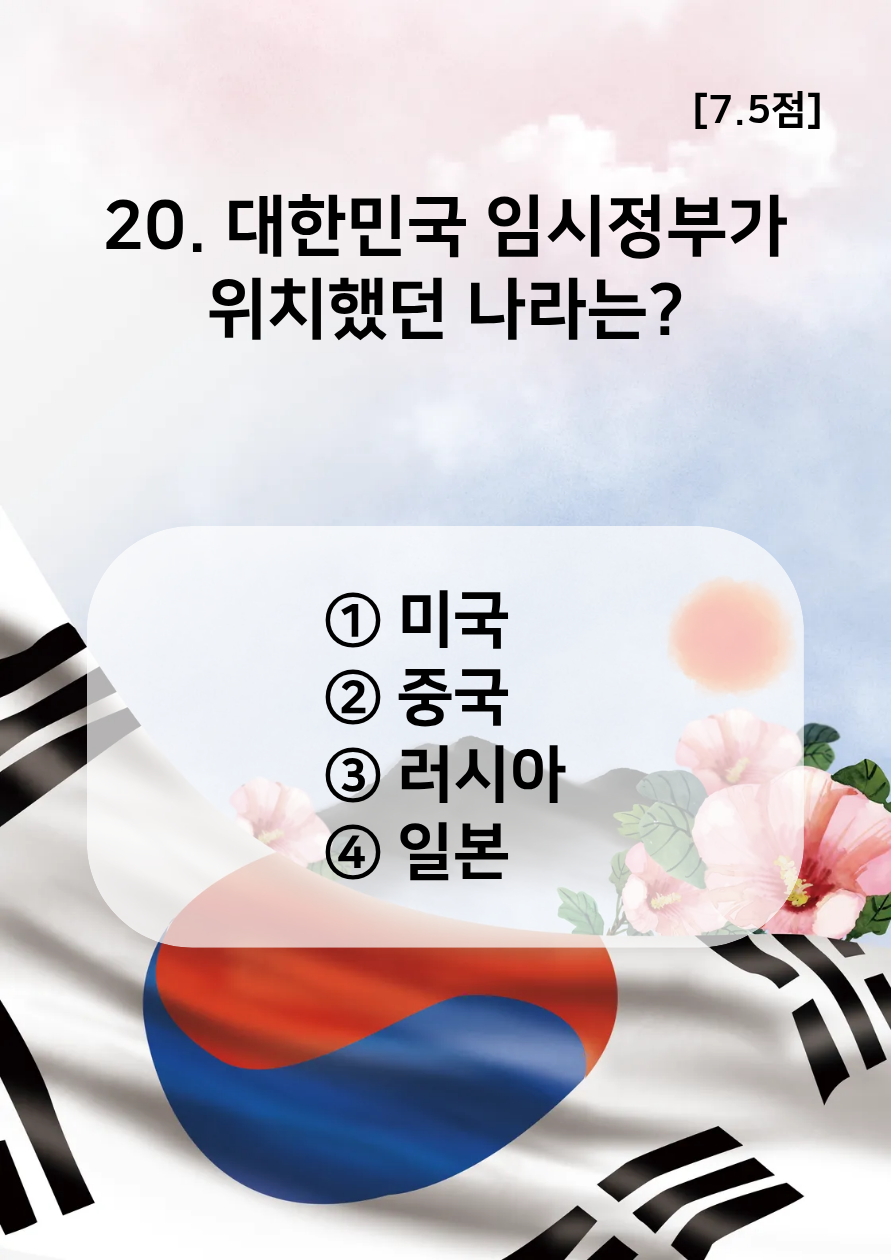 [7.5점]
20. 대한민국 임시정부가
위치했던 나라는?
① 미국
② 중국
③ 러시아
④ 일본